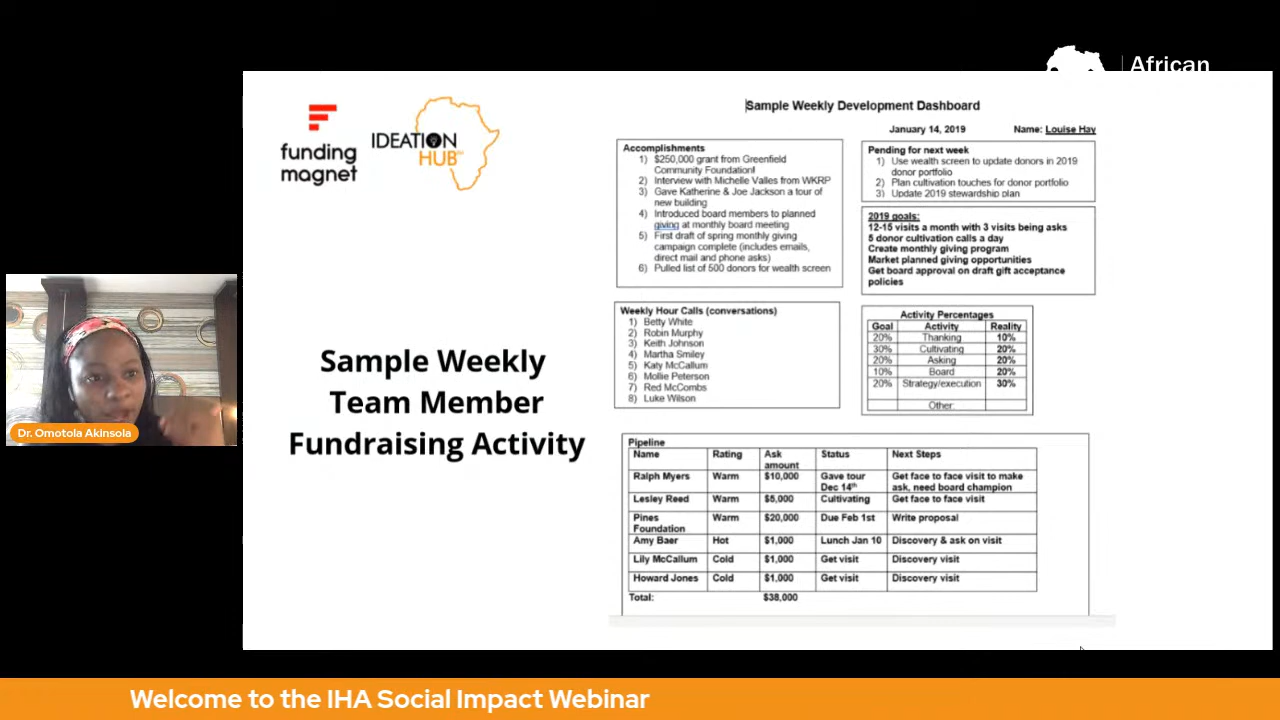 African
funding
magnet
IDEATION
HUB
Sample Weekly
Team Member
Fundraising Activity
Dr. Omotola Akinsola
Sample Weekly Development Dashboard
January 14, 2019 Name: Louise Hay
Accomplishments
1) $250,000 grant from Greenfield
Community Foundation!
2) Interview with Michelle Valles from WKRP
3) Gave Katherine & Joe Jackson a tour of
new building
4) Introduced board members to planned
giving at monthly board meeting
5) First draft of spring monthly giving
campaign complete (includes emails,
direct mail and phone asks)
6) Pulled list of 500 donors for wealth screen
Pending for next week
1) Use wealth screen to update donors in 2019
donor portfolio
2) Plan cultivation touches for donor portfolio
3) Update 2019 stewardship plan
2019 goals:
12-15 visits a month with 3 visits being asks
5 donor cultivation calls a day
Create monthly giving program
Market planned giving opportunities
Get board approval on draft gift acceptance
policies
Weekly Hour Calls (conversations)
1) Betty White
2) Robin Murphy
3) Keith Johnson
4) Martha Smiley
5) Katy McCallum
6) Mollie Peterson
7) Red McCombs
8) Luke Wilson
Activity Percentages
Goal Activity Reality
20% Thanking 10%
30% Cultivating 20%
20% Asking 20%
10% Board 20%
20% Strategy/execution 30%
Other:
Pipeline
Name Rating Ask amount Status Next Steps
Ralph Myers Warm $10,000 Gave tour Dec 14th Get face to face visit to make ask, need board champion
Lesley Reed Warm $5,000 Cultivating Get face to face visit
Pines Foundation Warm $20,000 Due Feb 1st Write proposal
Amy Baer Hot $1,000 Lunch Jan 10 Discovery & ask on visit
Lily McCallum Cold $1,000 Get visit Discovery visit
Howard Jones Cold $1,000 Get visit Discovery visit
Total: $38,000
Welcome to the IHA Social Impact Webinar